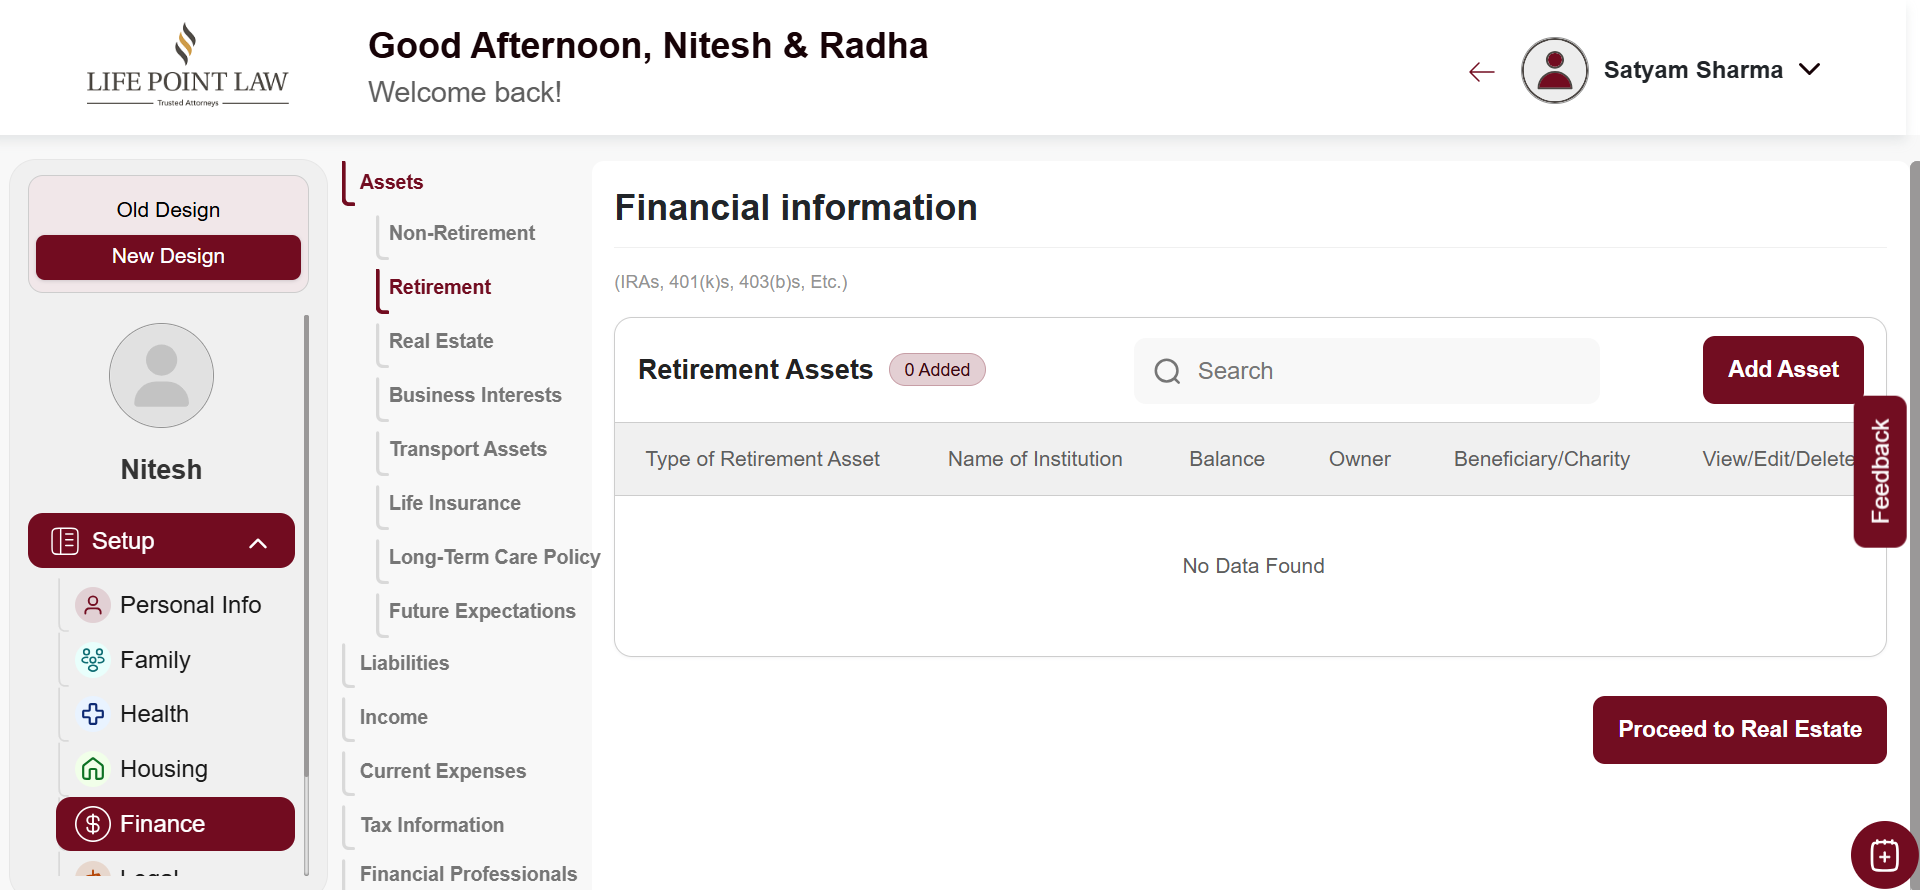 LIFE POINT LAW
Trusted Attorneys
Good Afternoon, Nitesh & Radha
Welcome back!
Satyam Sharma
Old Design
New Design
Nitesh
Setup
Personal Info
Family
Health
Housing
Finance
Legal
Assets
Non-Retirement
Retirement
Real Estate
Business Interests
Transport Assets
Life Insurance
Long-Term Care Policy
Future Expectations
Liabilities
Income
Current Expenses
Tax Information
Financial Professionals
Financial information
(IRAs, 401(k)s, 403(b)s, Etc.)
Retirement Assets 0 Added Search Add Asset
Type of Retirement Asset Name of Institution Balance Owner Beneficiary/Charity View/Edit/Delete
No Data Found
Proceed to Real Estate
Feedback